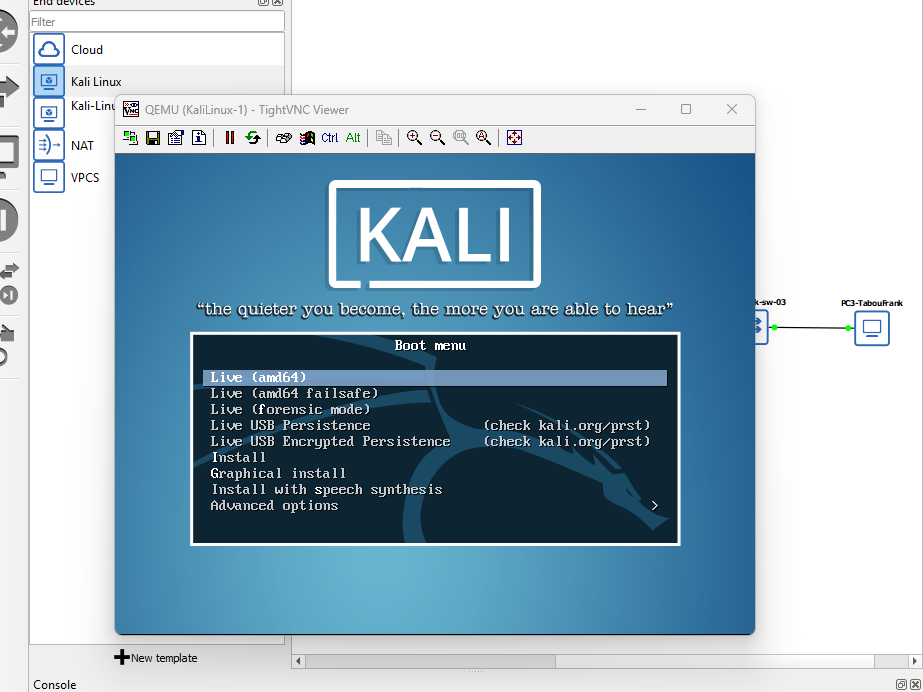 End devices
Filter
Cloud
Kali Linux
Kali-Linu
NAT
VPCS
QEMU (KaliLinux-1) - TightVNC Viewer
Ctrl Alt
KALI
“the quieter you become, the more you are able to hear”
Boot menu
Live (amd64)
Live (amd64 failsafe)
Live (forensic mode)
Live USB Persistence (check kali.org/prst)
Live USB Encrypted Persistence (check kali.org/prst)
Install
Graphical install
Install with speech synthesis
Advanced options >
k-sw-03
PC3-TabouFrank
New template
Console